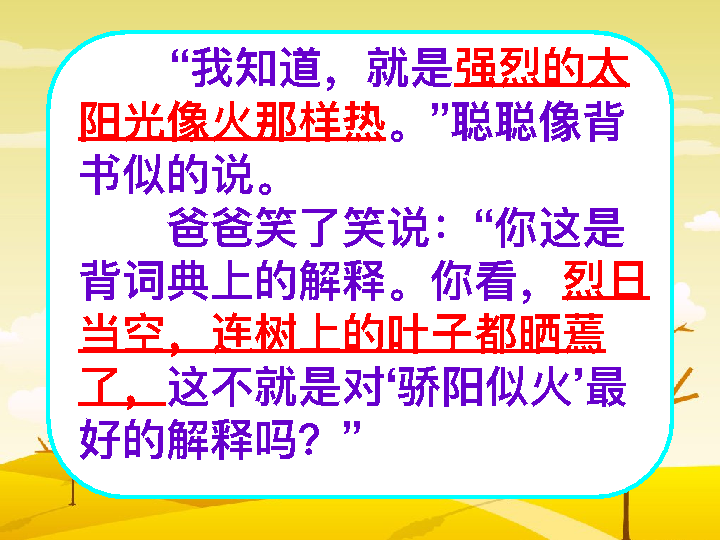 “我知道，就是强烈的太
阳光像火那样热。”聪聪像背
书似的说。
爸爸笑了笑说：“你这是
背词典上的解释。你看，烈日
当空，连树上的叶子都晒蔫
了，这不就是对‘骄阳似火’最
好的解释吗？”